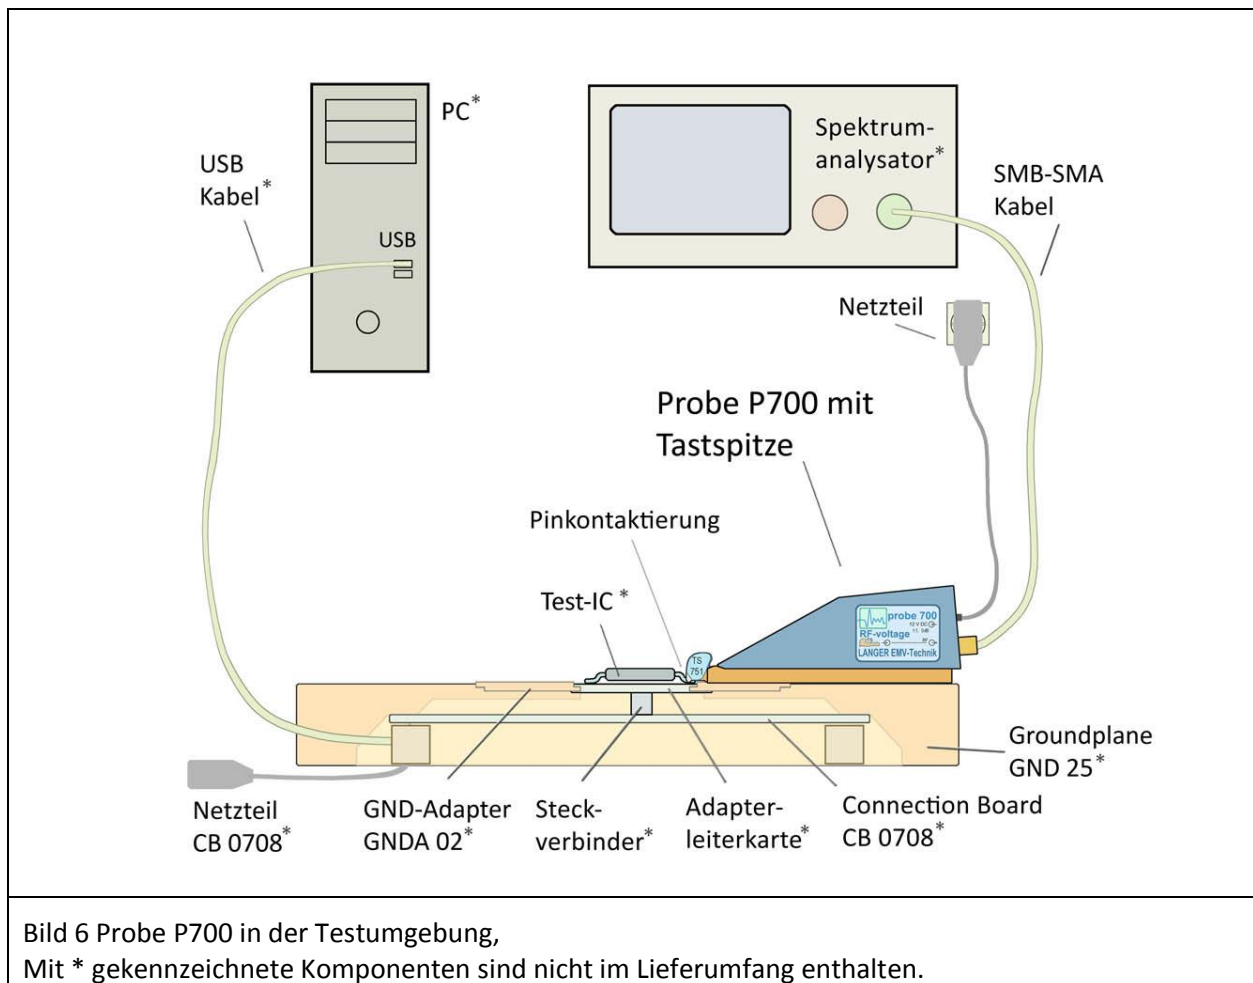 PC*
Spektrum-
analysator*
USB
Kabel*
SMB-SMA
Kabel
USB
Netzteil
Probe P700 mit
Tastspitze
Pinkontaktierung
Test-IC *
probe 700
12 V DC
RF-voltage
RF
LANGER EMV-Technik
TS
751
Groundplane
GND 25*
Netzteil
CB 0708*
GND-Adapter
GNDA 02*
Steck-
verbinder*
Adapter-
leiterkarte*
Connection Board
CB 0708*
Bild 6 Probe P700 in der Testumgebung,
Mit * gekennzeichnete Komponenten sind nicht im Lieferumfang enthalten.